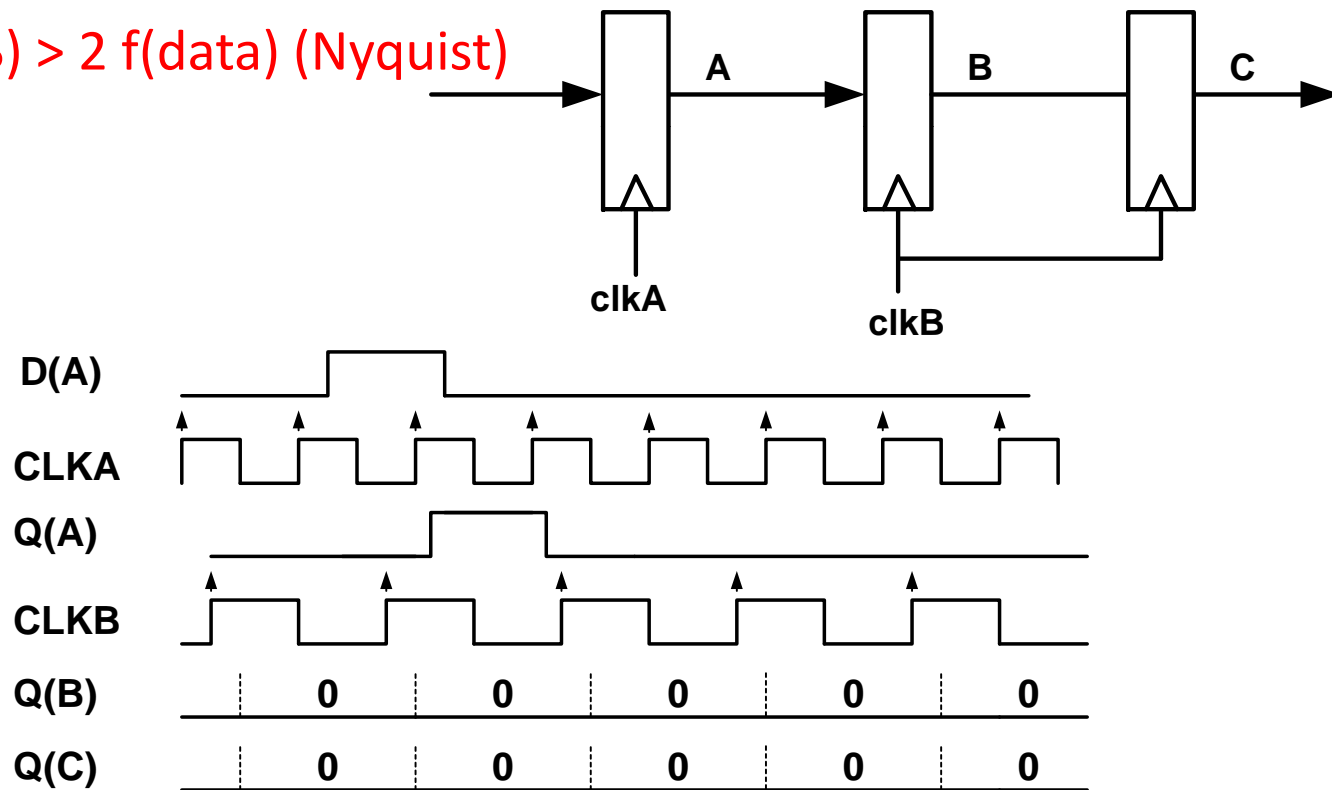 ) > 2 f(data) (Nyquist)
A
B
C
clkA
clkB
D(A)
CLKA
Q(A)
CLKB
Q(B) 0 0 0 0 0
Q(C) 0 0 0 0 0